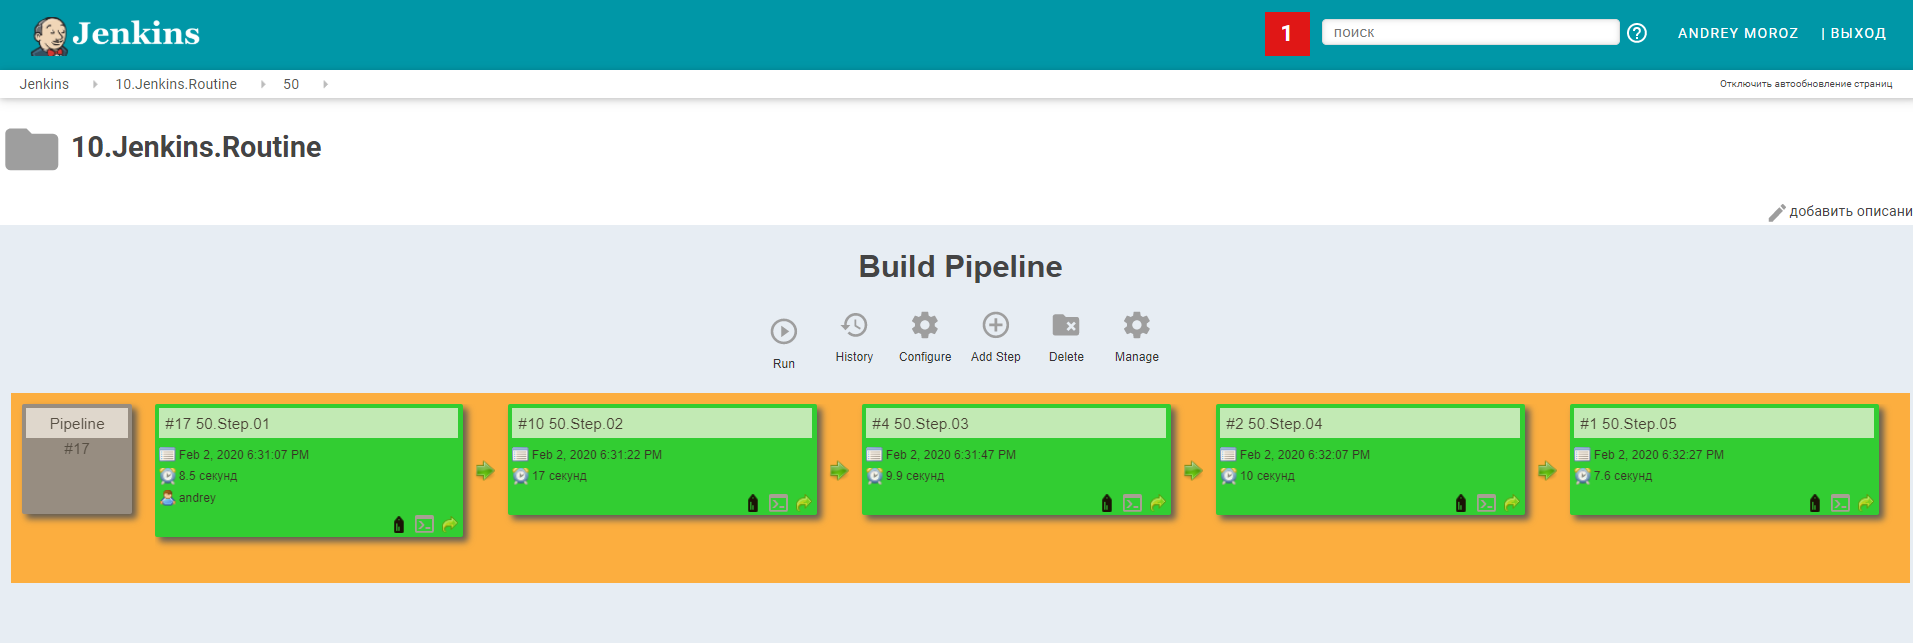 Jenkins
1
поиск
ANDREY MOROZ
| ВЫХОД
Jenkins
10.Jenkins.Routine
50
Отключить автообновление страниц
10.Jenkins.Routine
добавить описани
Build Pipeline
Run
History
Configure
Add Step
Delete
Manage
Pipeline
#17
#17 50.Step.01
Feb 2, 2020 6:31:07 PM
8.5 секунд
andrey
#10 50.Step.02
Feb 2, 2020 6:31:22 PM
17 секунд
#4 50.Step.03
Feb 2, 2020 6:31:47 PM
9.9 секунд
#2 50.Step.04
Feb 2, 2020 6:32:07 PM
10 секунд
#1 50.Step.05
Feb 2, 2020 6:32:27 PM
7.6 секунд